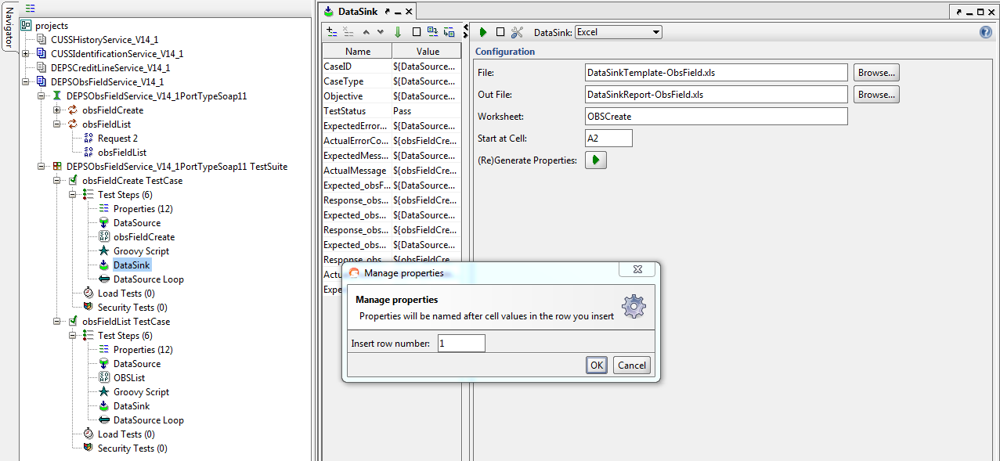 Navigator
projects
CUSSHistoryService_V14_1
CUSSIdentificationService_V14_1
DEPSCreditLineService_V14_1
DEPSObsFieldService_V14_1
DEPSObsFieldService_V14_1PortTypeSoap11
obsFieldCreate
obsFieldList
Request 2
obsFieldList
DEPSObsFieldService_V14_1PortTypeSoap11 TestSuite
obsFieldCreate TestCase
Test Steps (6)
Properties (12)
DataSource
obsFieldCreate
Groovy Script
DataSink
DataSource Loop
Load Tests (0)
Security Tests (0)
obsFieldList TestCase
Test Steps (6)
Properties (12)
DataSource
OBSList
Groovy Script
DataSink
DataSource Loop
Load Tests (0)
Security Tests (0)
DataSink
DataSink: Excel
Name Value
CaseID ${DataSource...
CaseType ${DataSource...
Objective ${DataSource...
TestStatus Pass
ExpectedError... ${DataSource...
ActualErrorCo... ${obsFieldCre...
ExpectedMess... ${DataSource...
ActualMessage ${obsFieldCre...
Expected_obsF... ${DataSource...
Response_obs... ${obsFieldCre...
Expected_obs... ${DataSource...
Response_obs... ${obsFieldCre...
Expected_obs... ${DataSource...
Response_obs... ${obsFieldCre...
Actu
Expe
Configuration
File: DataSinkTemplate-ObsField.xls Browse...
Out File: DataSinkReport-ObsField.xls Browse...
Worksheet: OBSCreate
Start at Cell: A2
(Re)Generate Properties:
Manage properties
Manage properties
Properties will be named after cell values in the row you insert
Insert row number: 1
OK Cancel